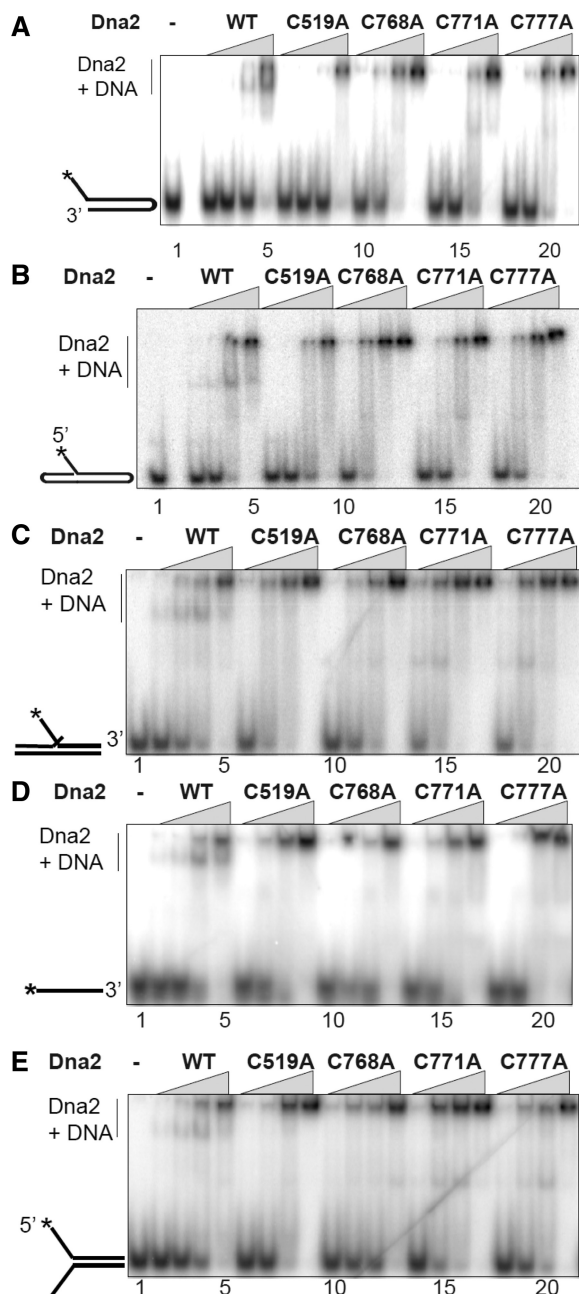 A Dna2 - WT C519A C768A C771A C777A
Dna2
+ DNA
*
3'
1 5 10 15 20
B Dna2 - WT C519A C768A C771A C777A
Dna2
+ DNA
5'
*
1 5 10 15 20
C Dna2 - WT C519A C768A C771A C777A
Dna2
+ DNA
*
3'
1 5 10 15 20
D Dna2 - WT C519A C768A C771A C777A
Dna2
+ DNA
* 3'
1 5 10 15 20
E Dna2 - WT C519A C768A C771A C777A
Dna2
+ DNA
5' *
1 5 10 15 20